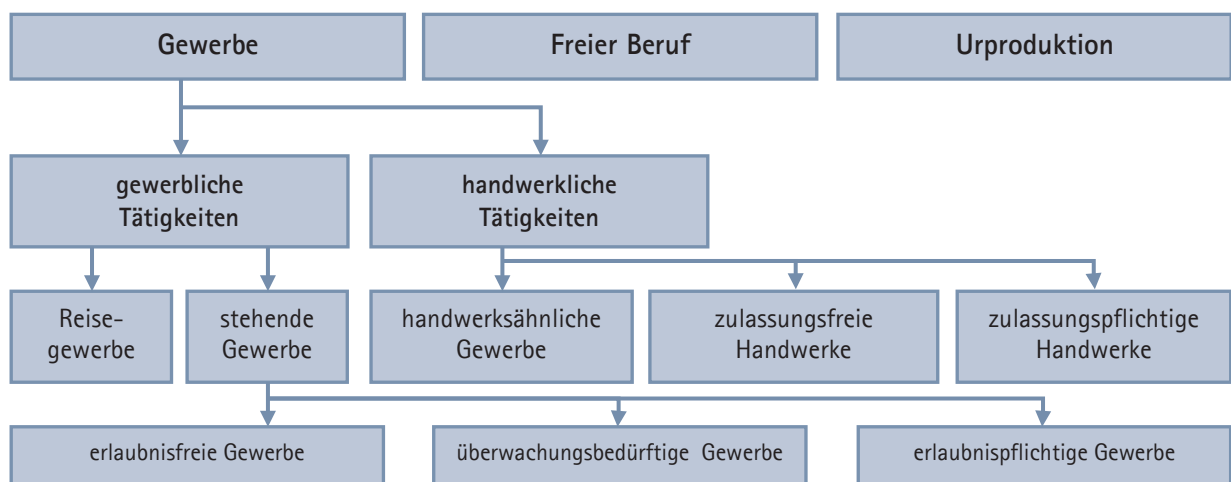 Gewerbe
Freier Beruf
Urproduktion
gewerbliche
Tätigkeiten
handwerkliche
Tätigkeiten
Reise-
gewerbe
stehende
Gewerbe
handwerksähnliche
Gewerbe
zulassungsfreie
Handwerke
zulassungspflichtige
Handwerke
erlaubnisfreie Gewerbe
überwachungsbedürftige Gewerbe
erlaubnispflichtige Gewerbe